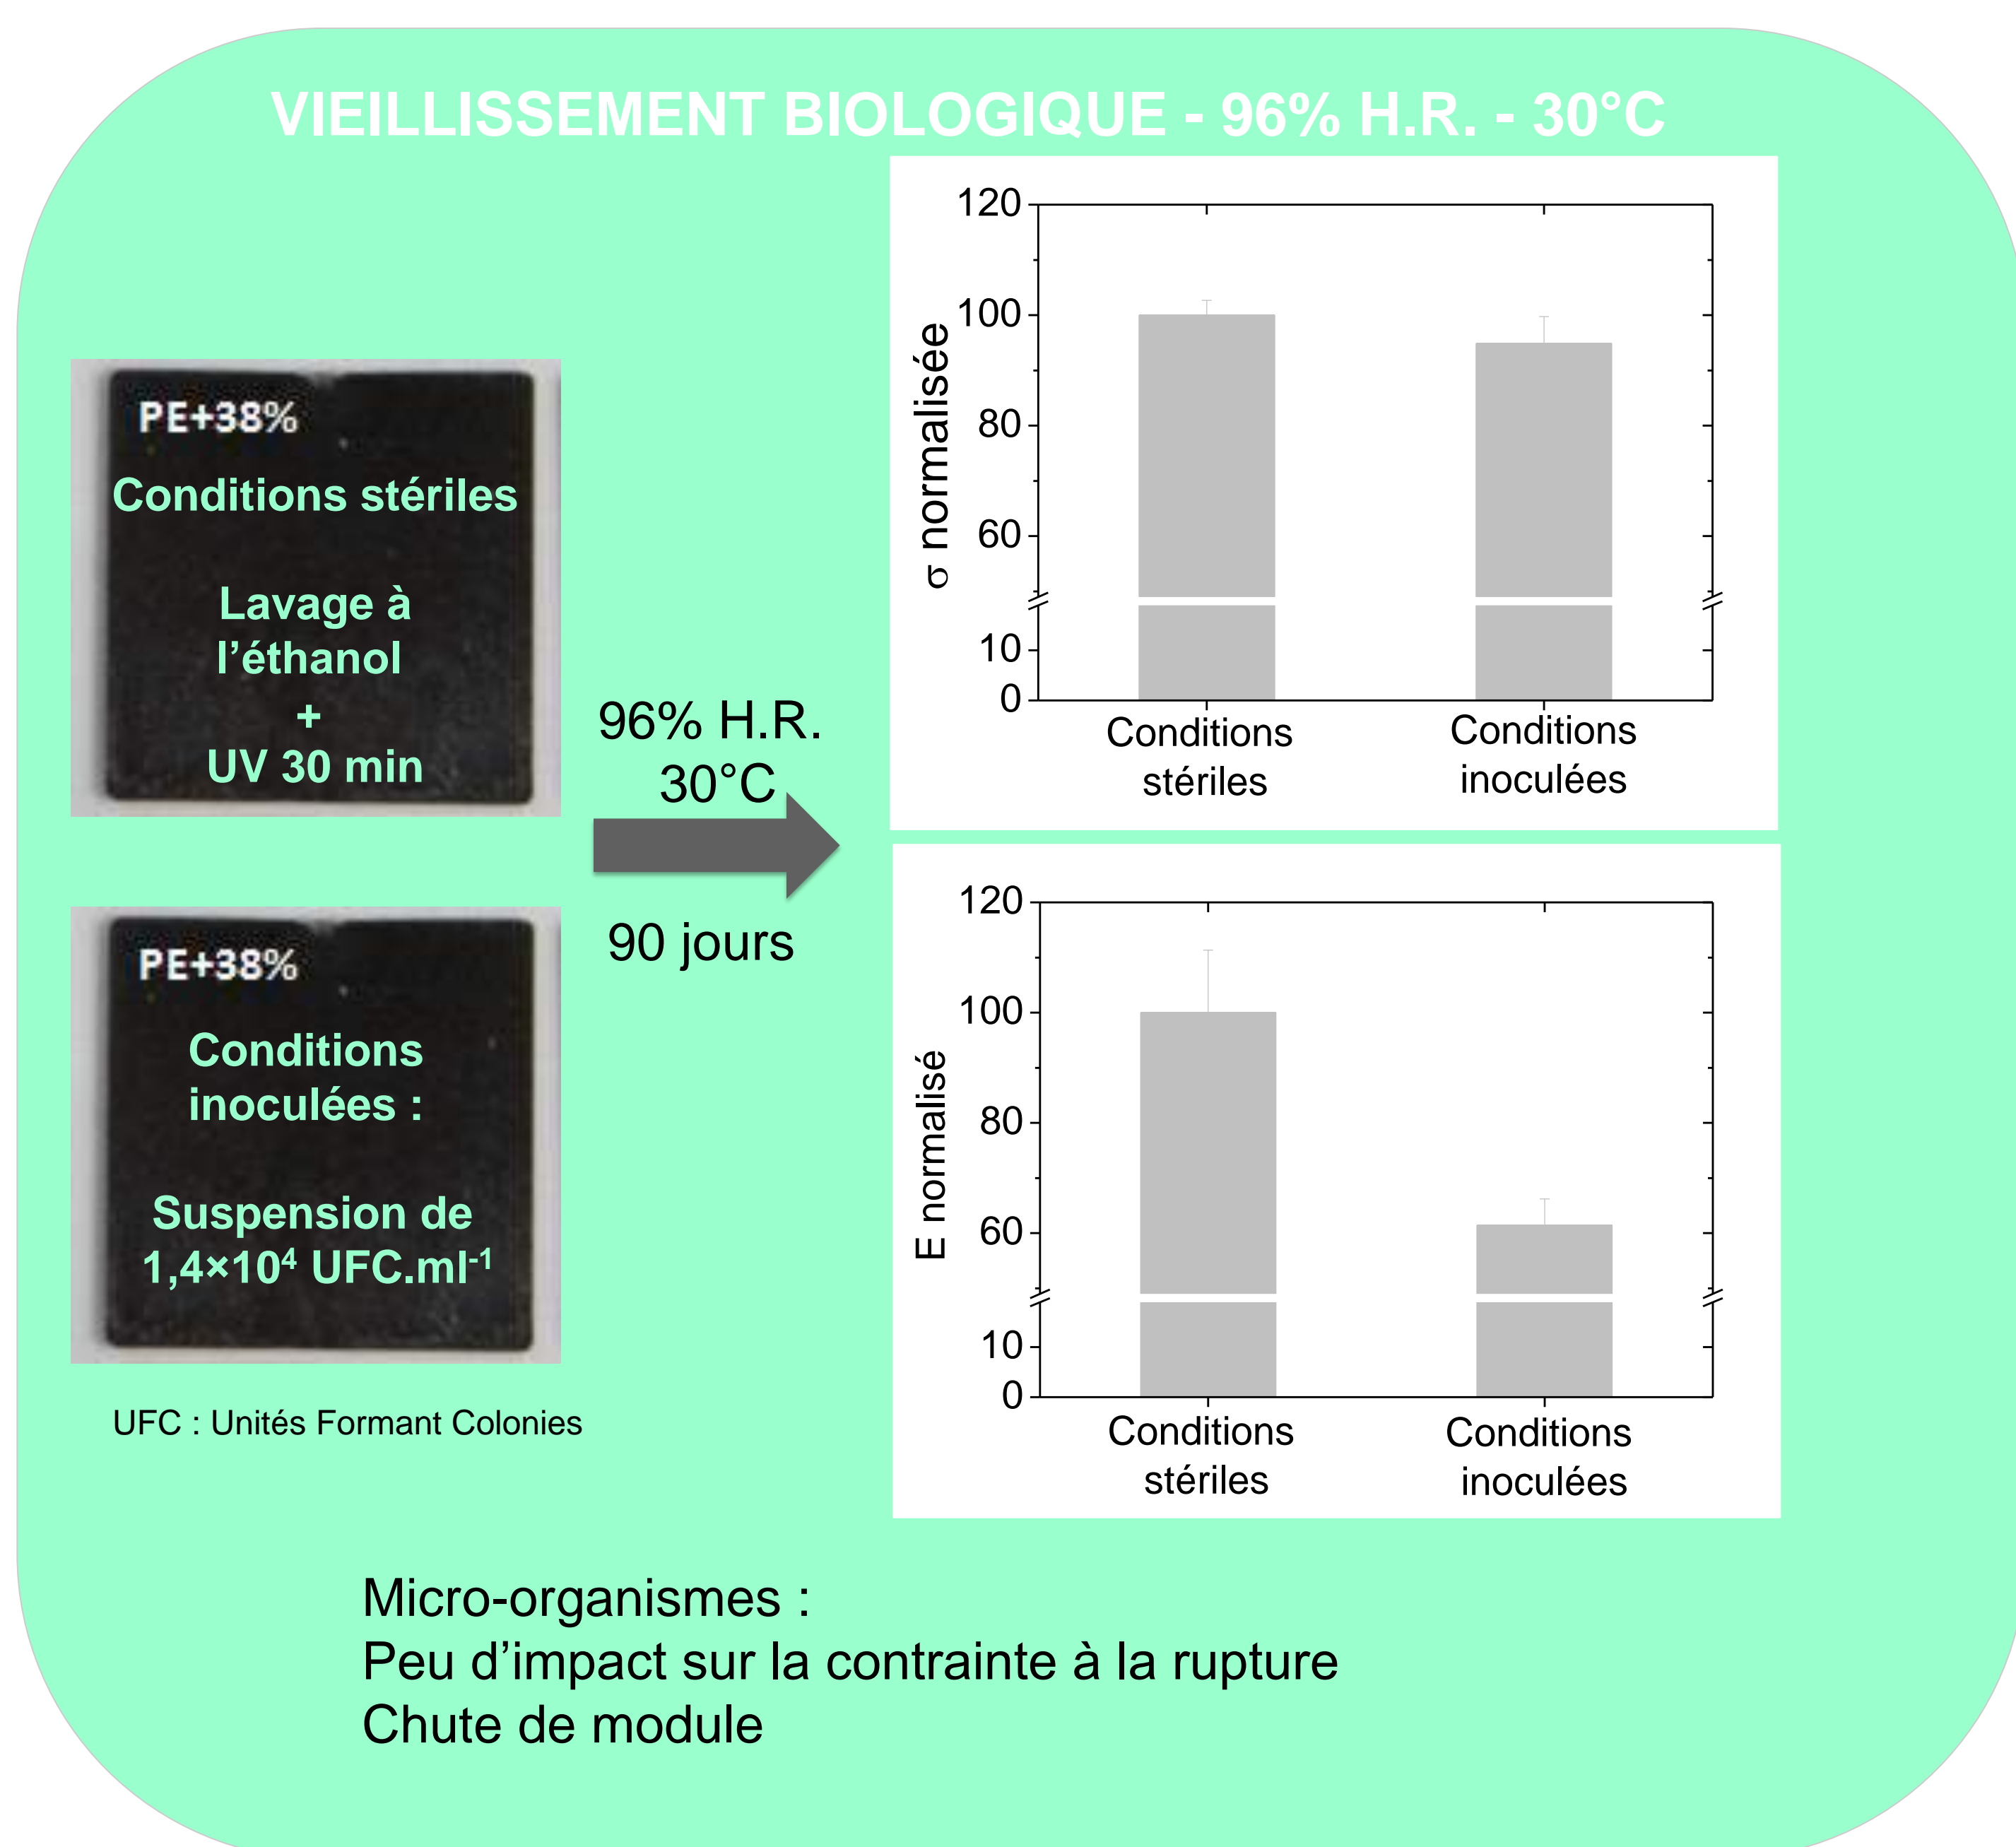 VIEILLISSEMENT BIOLOGIQUE - 96% H.R. - 30°C
PE+38%
Conditions stériles
Lavage à
l’éthanol
+
UV 30 min
PE+38%
Conditions
inoculées :
Suspension de
1,4×10⁴ UFC.ml⁻¹
UFC : Unités Formant Colonies
96% H.R.
30°C
90 jours
σ normalisée
120
100
80
60
10
0
Conditions
stériles
Conditions
inoculées
E normalisé
120
100
80
60
10
0
Conditions
stériles
Conditions
inoculées
Micro-organismes :
Peu d’impact sur la contrainte à la rupture
Chute de module